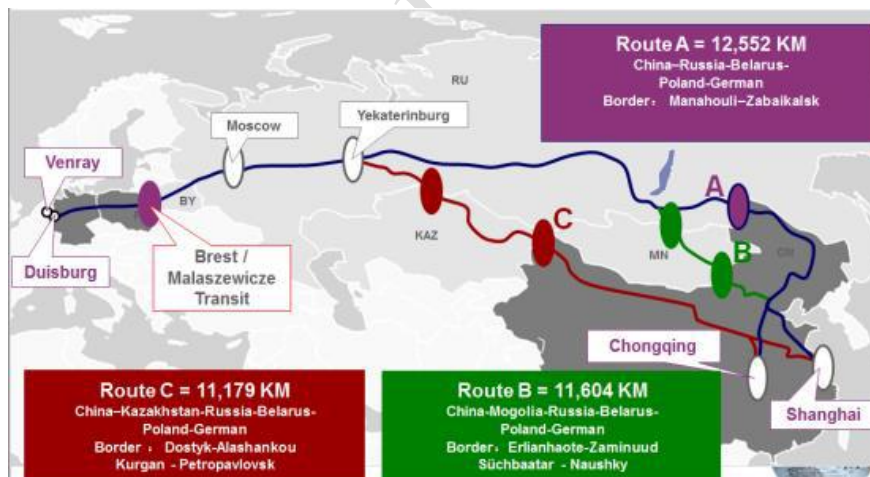 Route A = 12,552 KM
China–Russia-Belarus-
Poland-German
Border： Manahouli–Zabaikalsk
RU
Moscow
Yekaterinburg
Venray
A
BY
C
KAZ
B
MN
CN
Duisburg
Brest /
Malaszewicze
Transit
Chongqing
Shanghai
Route C = 11,179 KM
China–Kazakhstan-Russia-Belarus-
Poland-German
Border： Dostyk-Alashankou
Kurgan - Petropavlovsk
Route B = 11,604 KM
China-Mogolia-Russia-Belarus-
Poland-German
Border： Erlianhaote-Zaminuud
Süchbaatar - Naushky